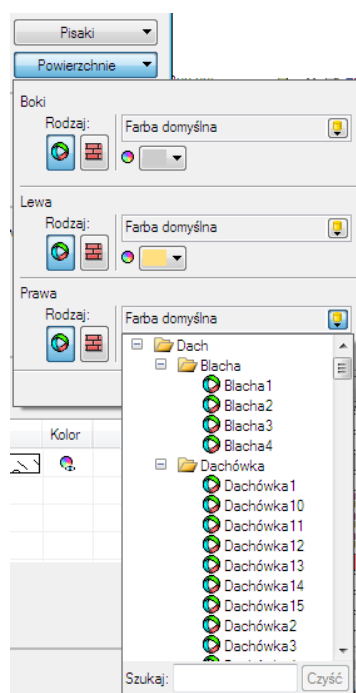 Pisaki
Powierzchnie
Boki
Rodzaj:
Farba domyślna
Lewa
Rodzaj:
Farba domyślna
Prawa
Rodzaj:
Farba domyślna
Dach
Blacha
Blacha1
Blacha2
Blacha3
Blacha4
Dachówka
Dachówka1
Dachówka10
Dachówka11
Dachówka12
Dachówka13
Dachówka14
Dachówka15
Dachówka2
Dachówka3
Kolor
Szukaj:
Czyść